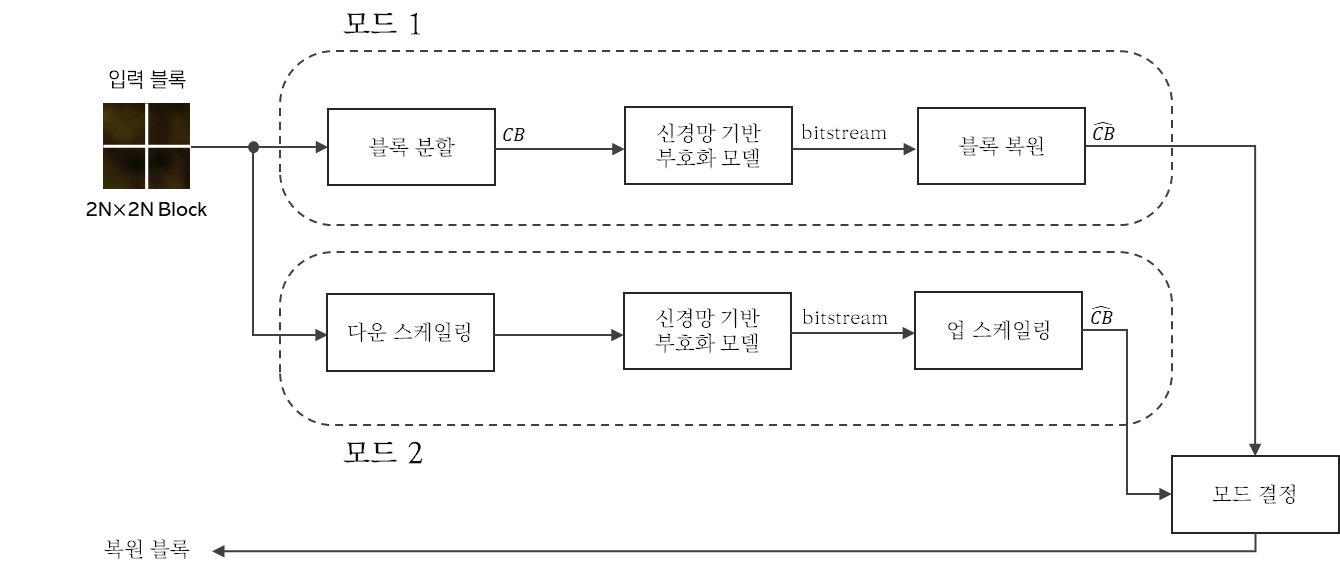 모드 1
입력 블록
2N×2N Block
블록 분할
CB
신경망 기반
부호화 모델
bitstream
블록 복원
ĈB
다운 스케일링
신경망 기반
부호화 모델
bitstream
업 스케일링
ĈB
모드 2
모드 결정
복원 블록